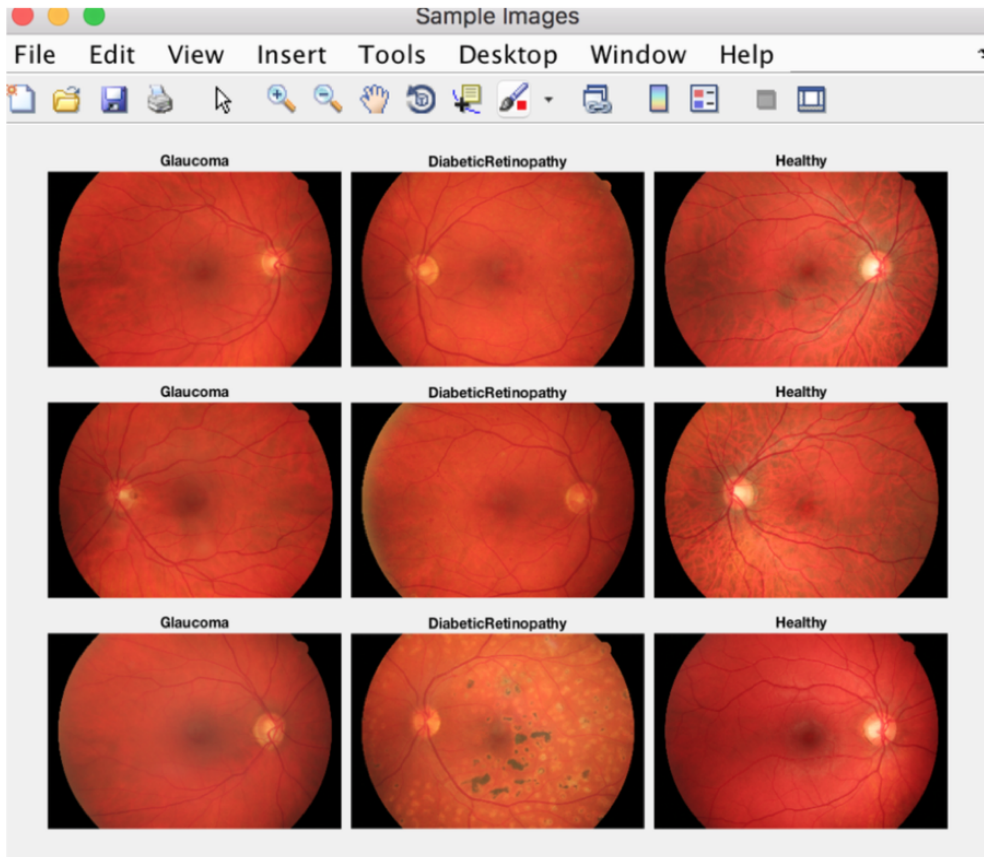 Sample Images
File Edit View Insert Tools Desktop Window Help
Glaucoma DiabeticRetinopathy Healthy
Glaucoma DiabeticRetinopathy Healthy
Glaucoma DiabeticRetinopathy Healthy